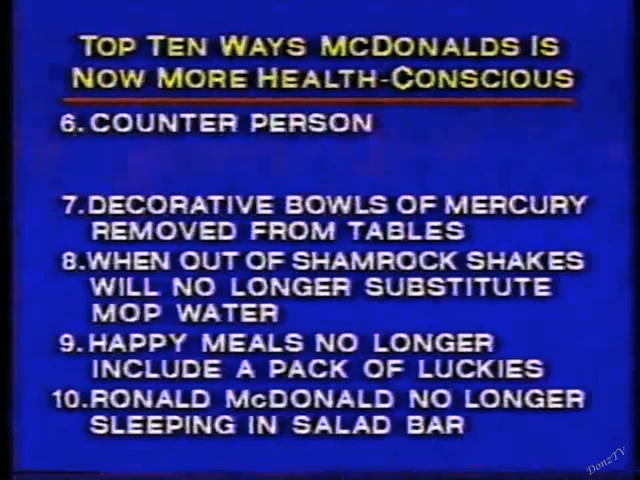 TOP TEN WAYS MCDONALDS IS
NOW MORE HEALTH-CONSCIOUS
6. COUNTER PERSON
7. DECORATIVE BOWLS OF MERCURY
REMOVED FROM TABLES
8. WHEN OUT OF SHAMROCK SHAKES
WILL NO LONGER SUBSTITUTE
MOP WATER
9. HAPPY MEALS NO LONGER
INCLUDE A PACK OF LUCKIES
10. RONALD McDONALD NO LONGER
SLEEPING IN SALAD BAR
DonzTV